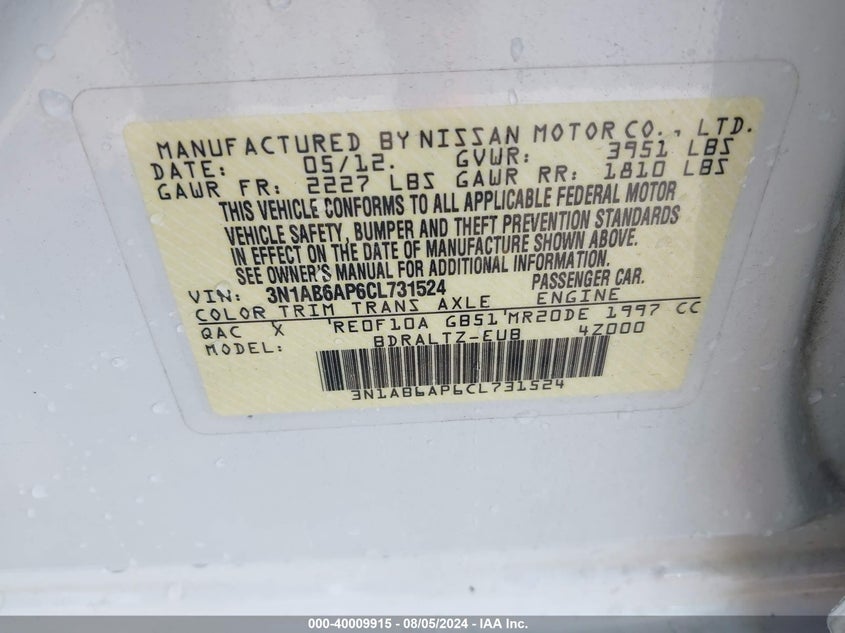 MANUFACTURED BY NISSAN MOTOR CO., LTD.
DATE: 05/12. GVWR: 3951 LBS
GAWR FR: 2227 LBS GAWR RR: 1810 LBS
THIS VEHICLE CONFORMS TO ALL APPLICABLE FEDERAL MOTOR
VEHICLE SAFETY, BUMPER AND THEFT PREVENTION STANDARDS
IN EFFECT ON THE DATE OF MANUFACTURE SHOWN ABOVE.
SEE OWNER'S MANUAL FOR ADDITIONAL INFORMATION.
VIN: 3N1AB6AP6CL731524 PASSENGER CAR.
COLOR TRIM TRANS AXLE ENGINE
QAC X RE0F10A GB51 MR20DE 1997 CC
MODEL: BDRALTZ-EUB 4Z000
3N1AB6AP6CL731524
000-40009915 - 08/05/2024 - IAA Inc.